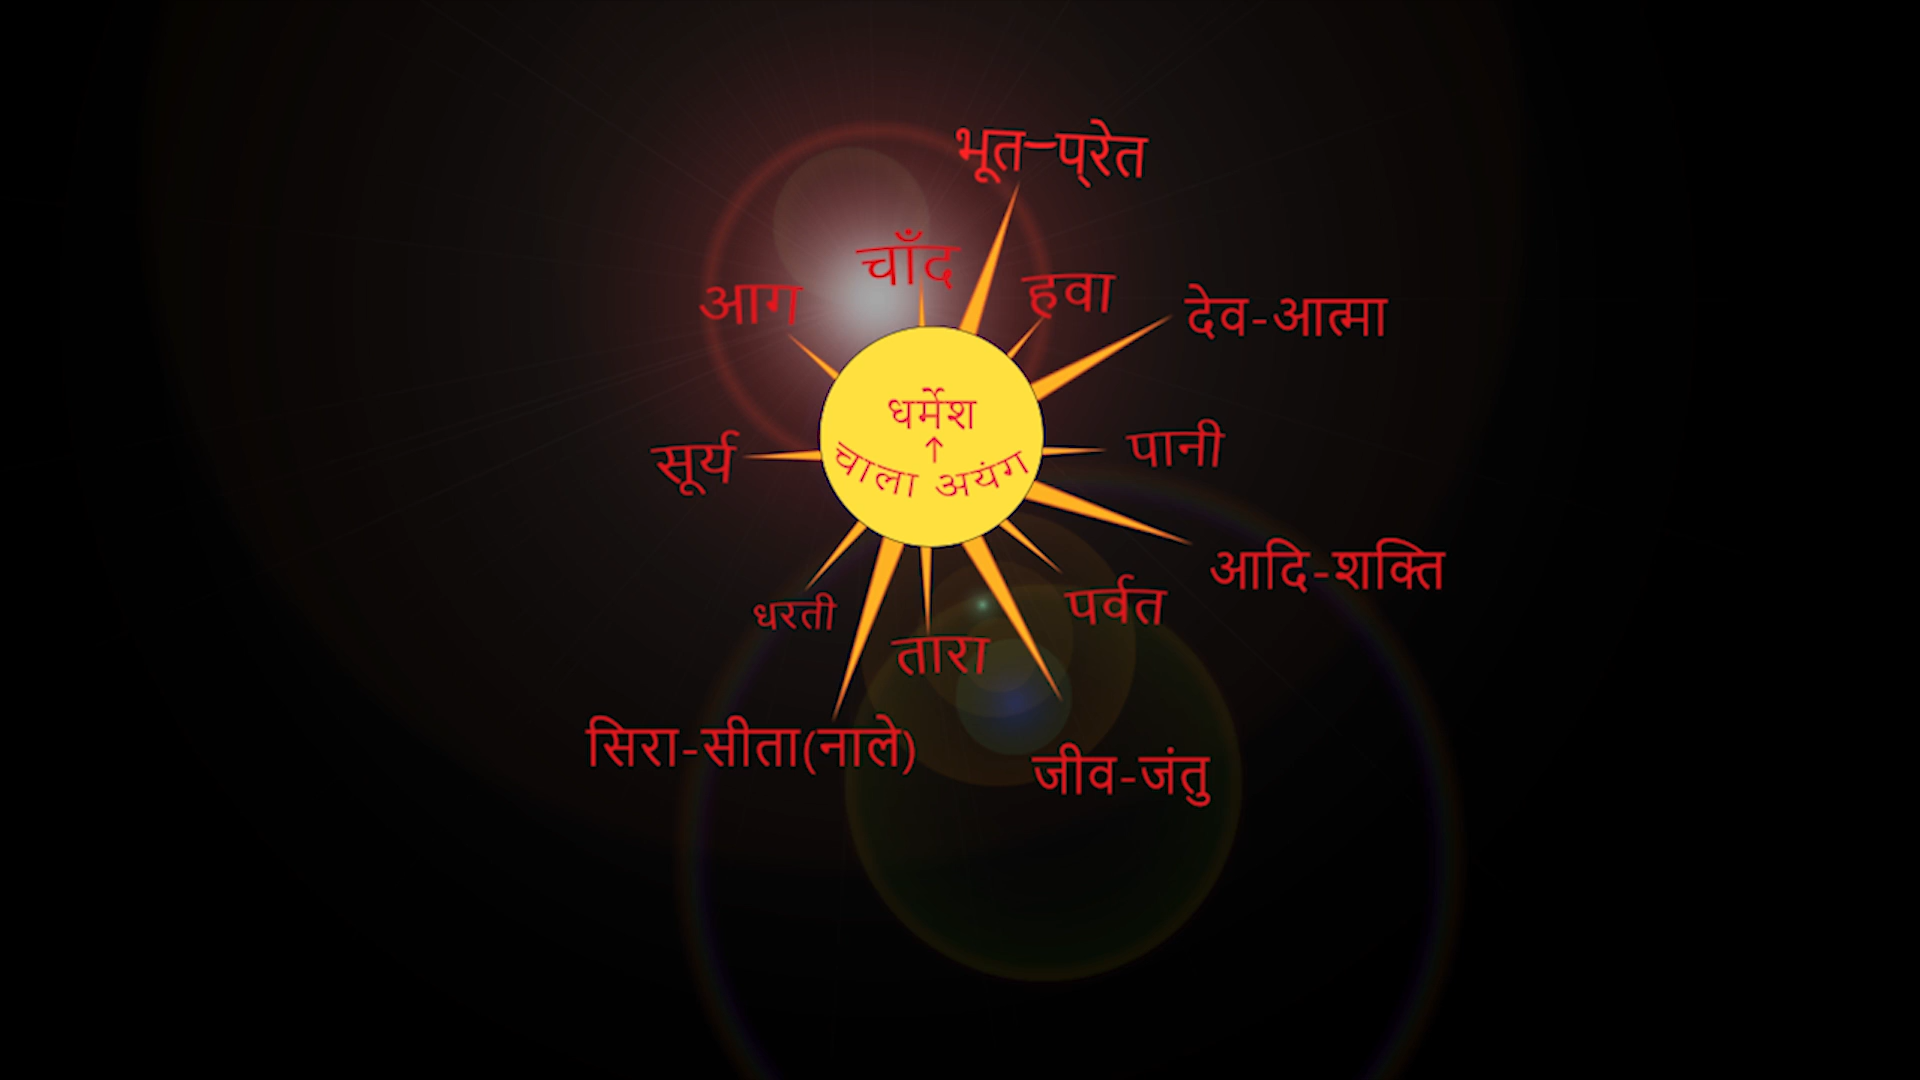 भूत-प्रेत
चाँद
हवा
आग
देव-आत्मा
धर्मेश
↑
चाला अयंग
सूर्य
पानी
आदि-शक्ति
धरती
पर्वत
तारा
सिरा-सीता(नाले)
जीव-जंतु